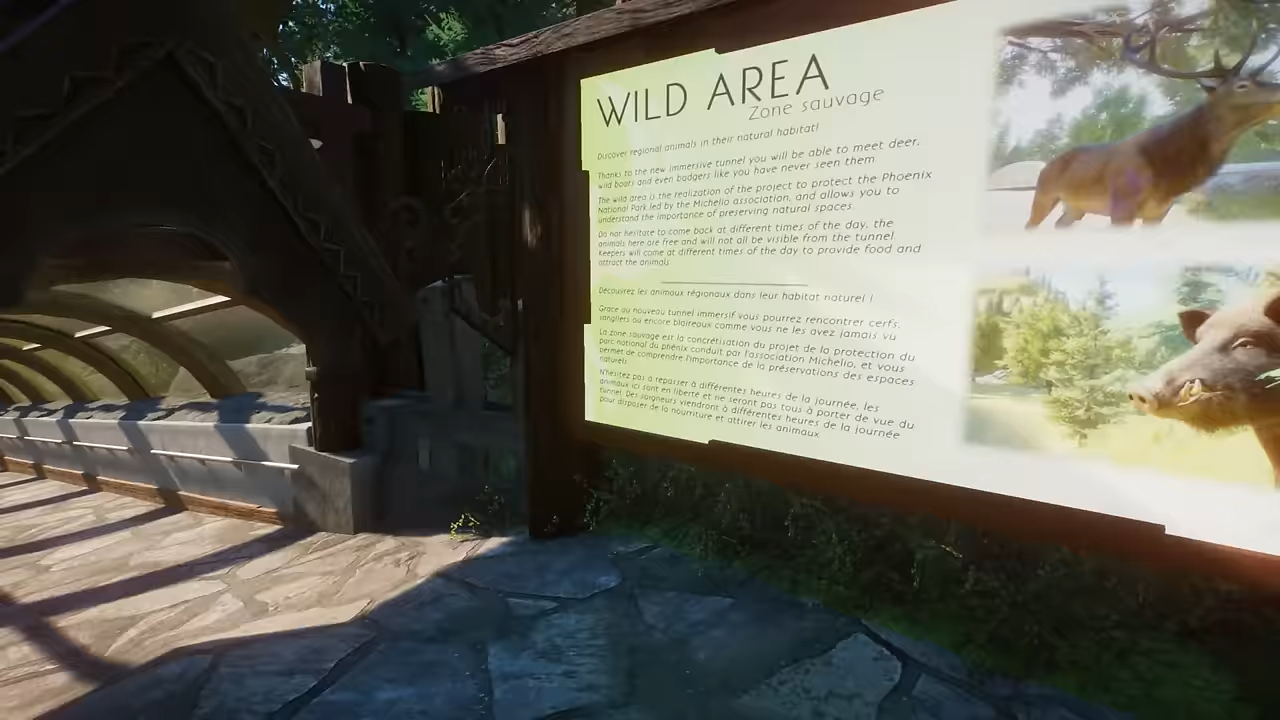 WILD AREA
Zone sauvage
Discover regional animals in their natural habitat!
Thanks to the new immersive tunnel you will be able to meet deer,
wild boars and even badgers like you have never seen them
The wild area is the realization of the project to protect the Phoenix
National Park led by the Michelio association, and allows you to
understand the importance of preserving natural spaces
Do not hesitate to come back at different times of the day, the
animals here are free and will not all be visible from the tunnel
Keepers will come at different times of the day to provide food and
attract the animals
Découvrez les animaux régionaux dans leur habitat naturel !
Grace au nouveau tunnel immersif vous pourrez rencontrer cerfs,
sangliers ou encore blaireaux comme vous ne les avez jamais vu
La zone sauvage est la concrétisation du projet de la protection du
parc national du phénix conduit par l'association Michelio, et vous
permet de comprendre l'importance de la préservations des espaces
naturels
N'hesitez pas a repasser à différentes heures de la journée, les
animaux ici sont en liberté et ne seront pas tous à porter de vue du
tunnel. Des soigneurs viendront à différentes heures de la journée
pour disposer de la nourriture et attirer les animaux